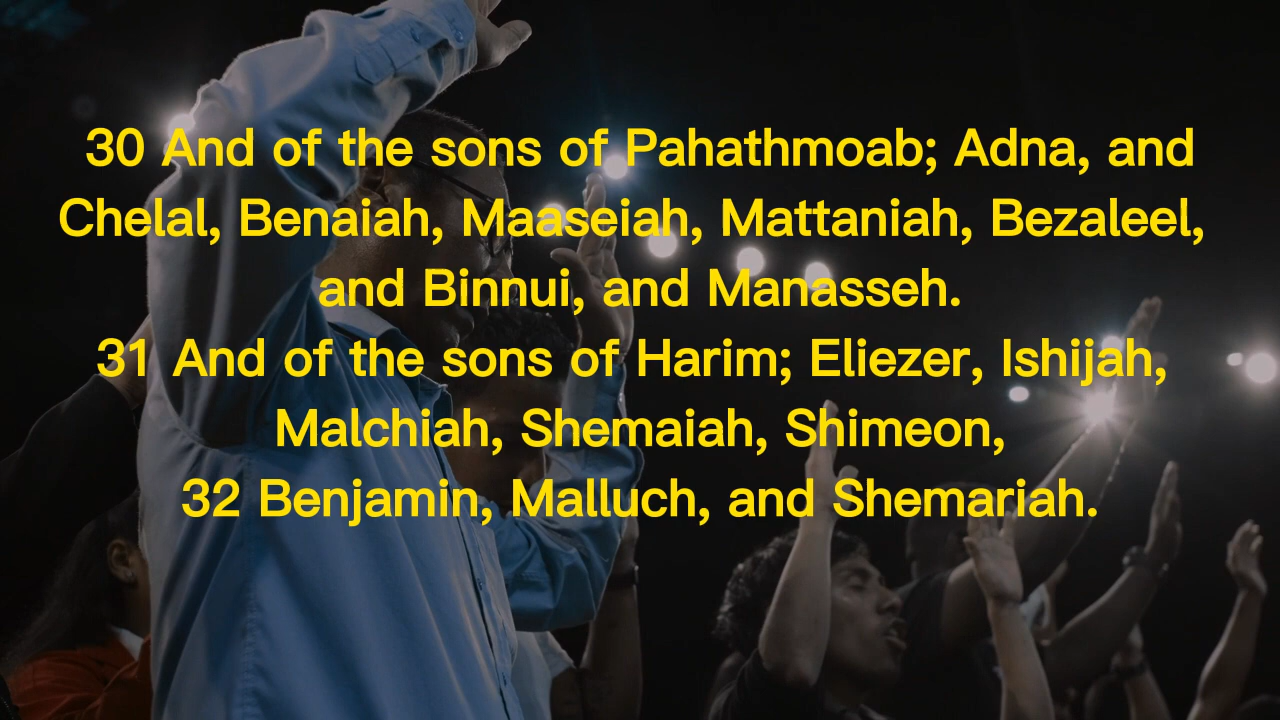 30 And of the sons of Pahathmoab; Adna, and
Chelal, Benaiah, Maaseiah, Mattaniah, Bezaleel,
and Binnui, and Manasseh.
31 And of the sons of Harim; Eliezer, Ishijah,
Malchiah, Shemaiah, Shimeon,
32 Benjamin, Malluch, and Shemariah.